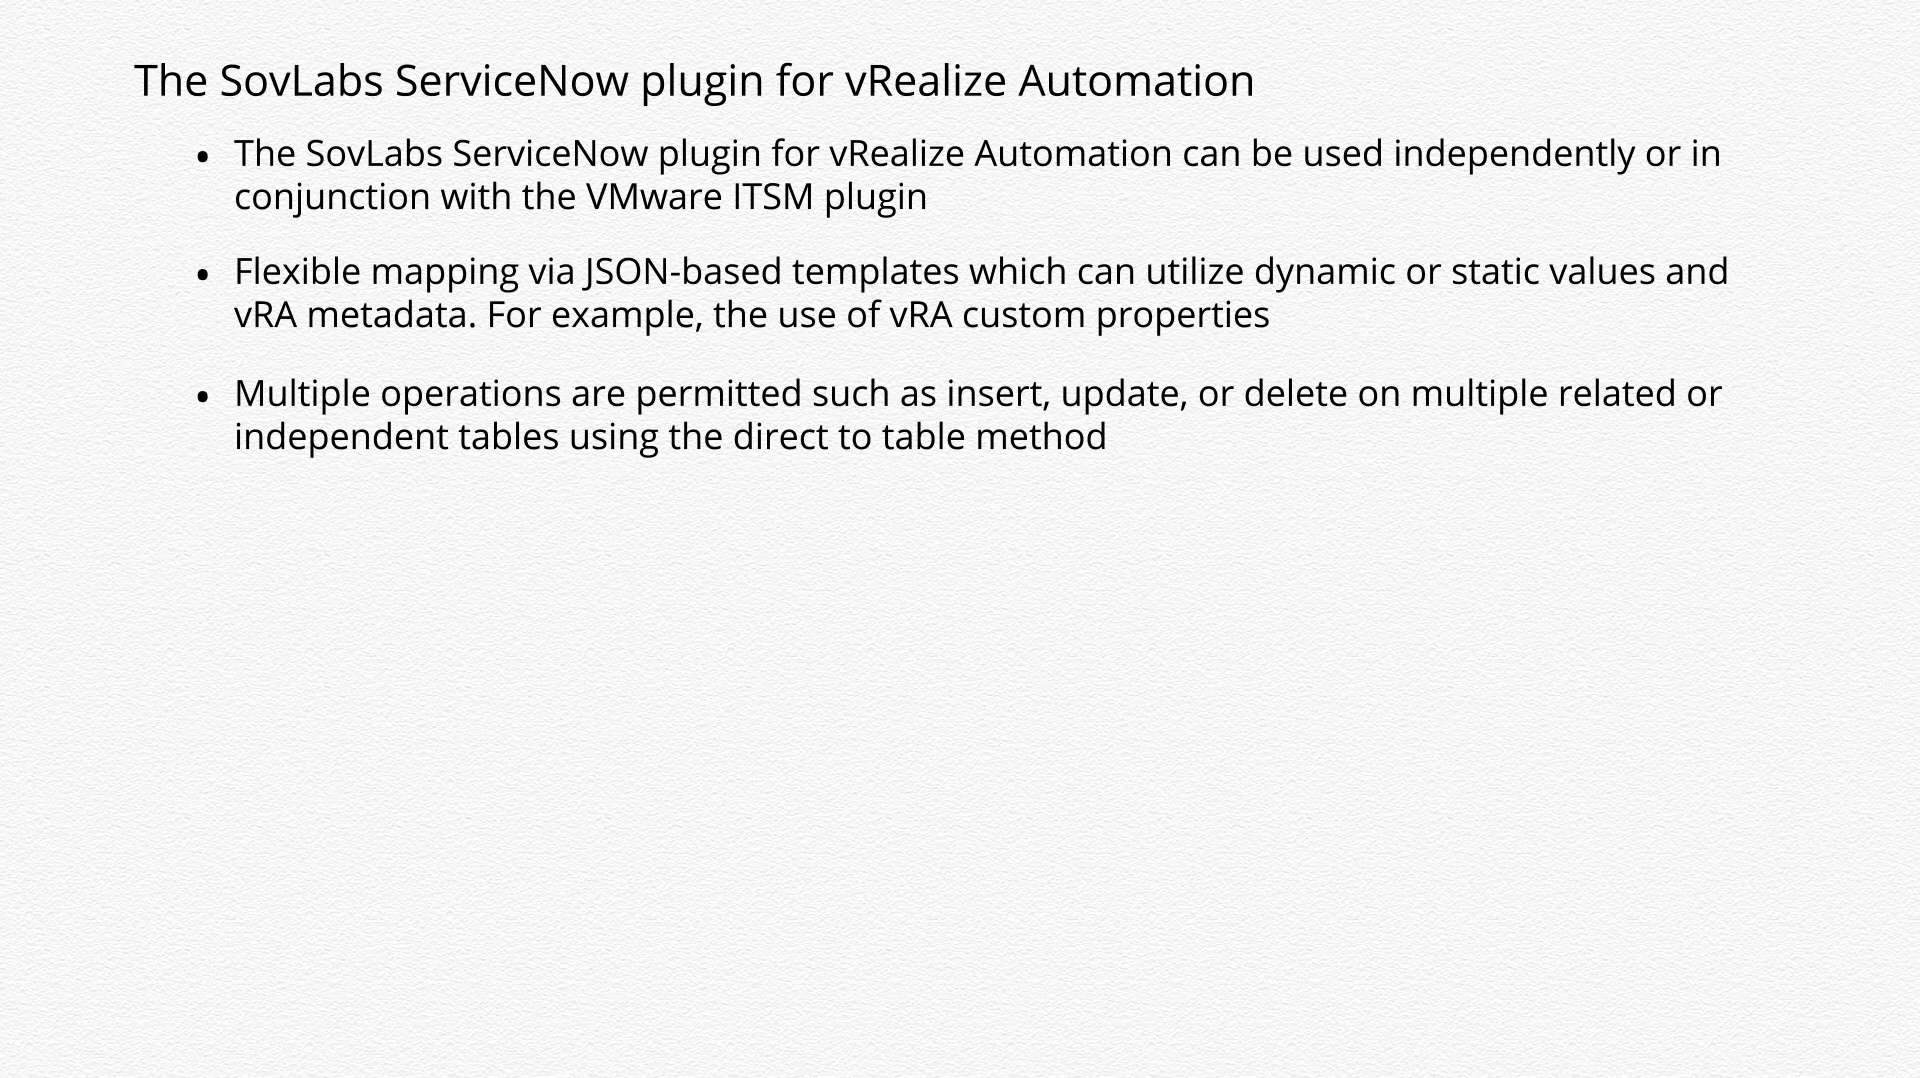 The SovLabs ServiceNow plugin for vRealize Automation
• The SovLabs ServiceNow plugin for vRealize Automation can be used independently or in
conjunction with the VMware ITSM plugin
• Flexible mapping via JSON-based templates which can utilize dynamic or static values and
vRA metadata. For example, the use of vRA custom properties
• Multiple operations are permitted such as insert, update, or delete on multiple related or
independent tables using the direct to table method